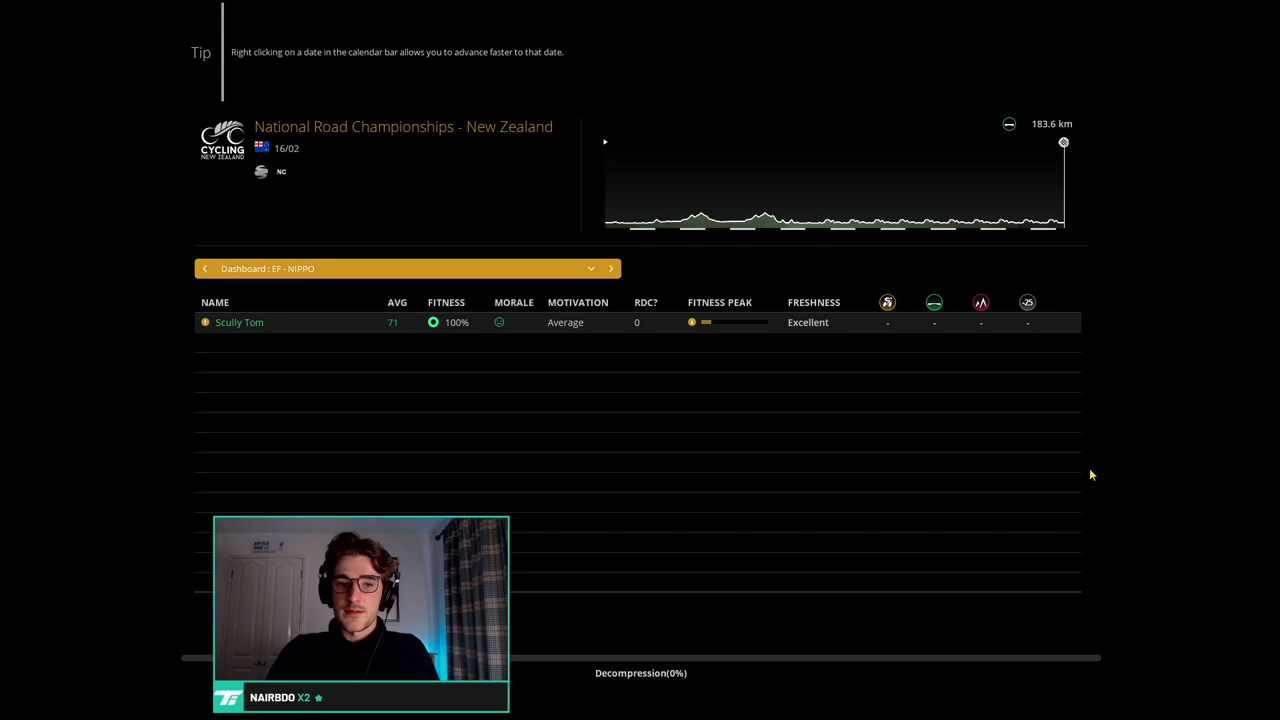 Tip
Right clicking on a date in the calendar bar allows you to advance faster to that date.
CYCLING
NEW ZEALAND
National Road Championships - New Zealand
16/02
NC
183.6 km
Dashboard : EF - NIPPO
NAME AVG FITNESS MORALE MOTIVATION RDC? FITNESS PEAK FRESHNESS -25
Scully Tom 71 100% Average 0 Excellent - - - -
Decompression(0%)
NAIRBDO X2